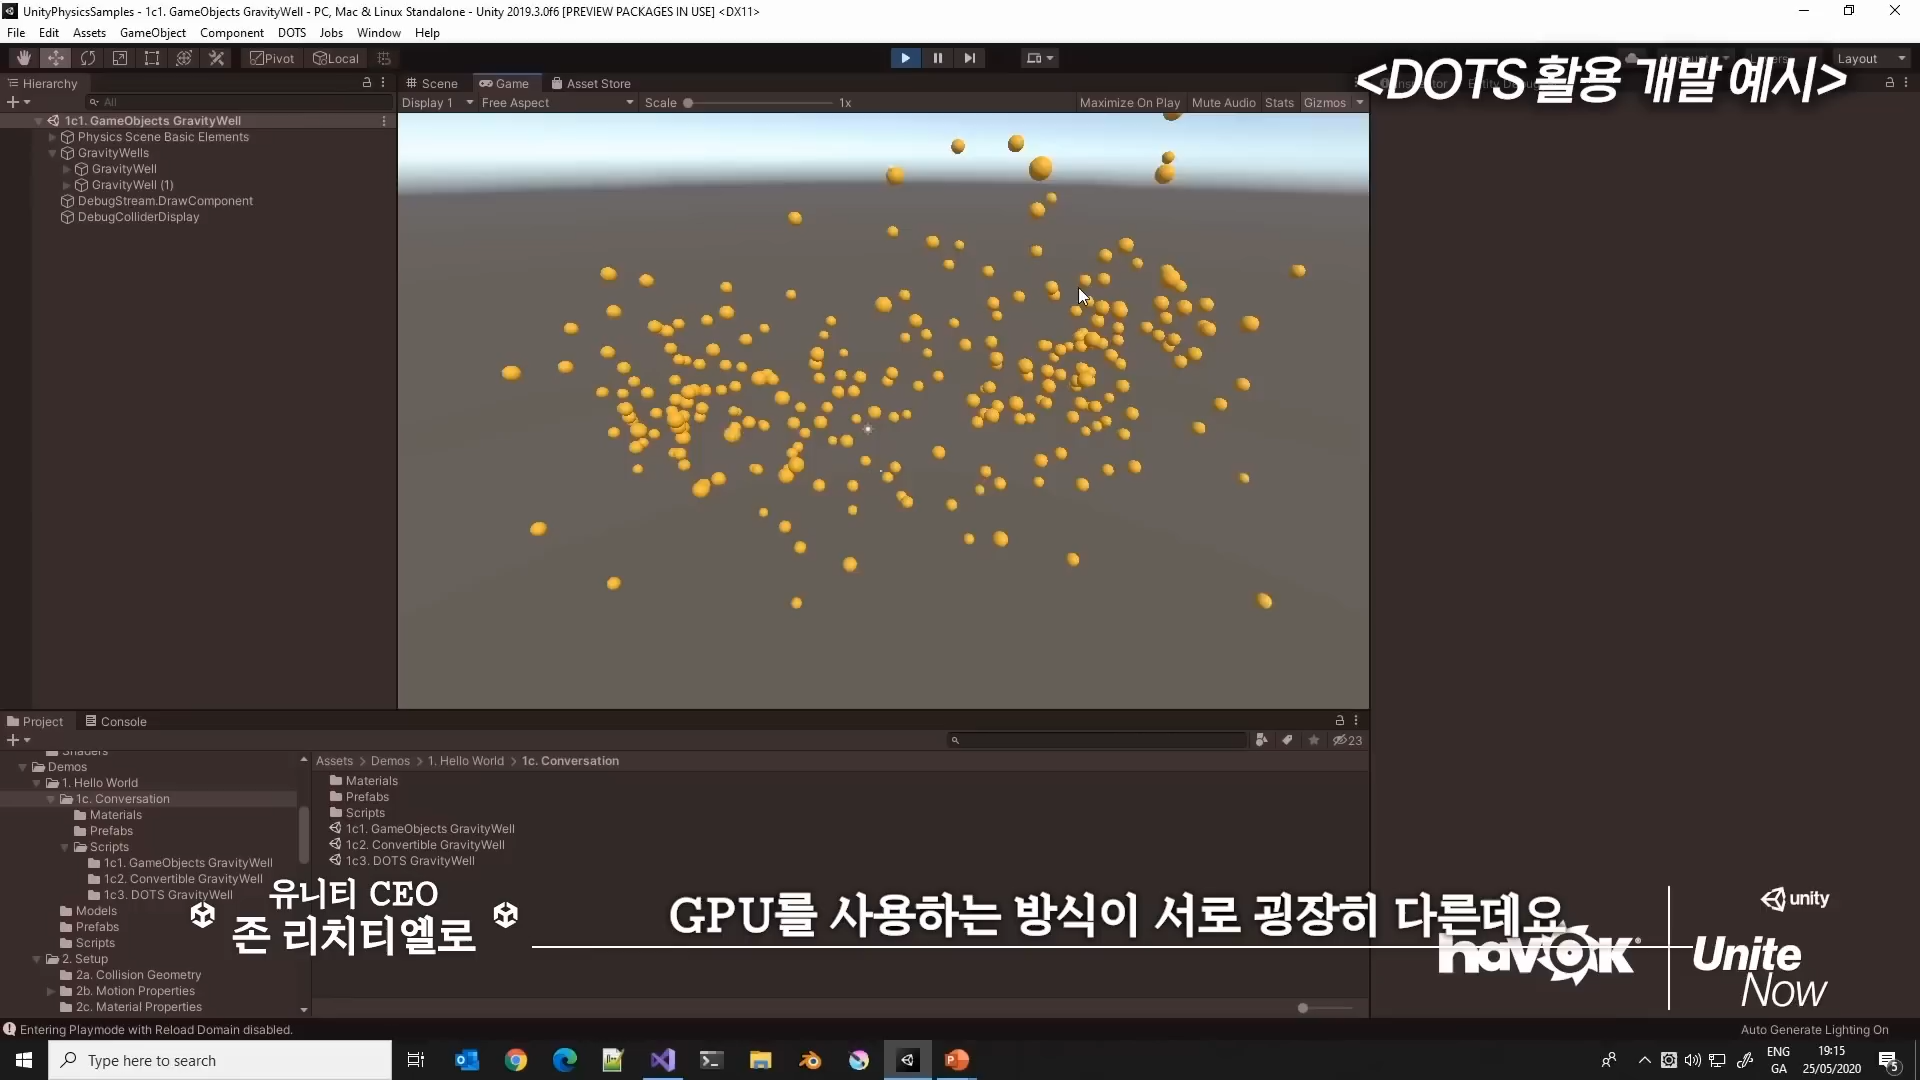 UnityPhysicsSamples - 1c1. GameObjects GravityWell - PC, Mac & Linux Standalone - Unity 2019.3.0f6 [PREVIEW PACKAGES IN USE] <DX11>
File Edit Assets GameObject Component DOTS Jobs Window Help
Pivot Local Layout
<DOTS 활용 개발 예시>
Hierarchy
Scene Game Asset Store
All
Display 1 Free Aspect Scale 1x Maximize On Play Mute Audio Stats Gizmos
1c1. GameObjects GravityWell
Physics Scene Basic Elements
GravityWells
GravityWell
GravityWell (1)
DebugStream.DrawComponent
DebugColliderDisplay
Project Console
23
Shaders
Demos
1. Hello World
1c. Conversation
Materials
Prefabs
Scripts
1c1. GameObjects GravityWell
1c2. Convertible GravityWell
1c3. DOTS GravityWell
Models
Prefabs
Scripts
2. Setup
2a. Collision Geometry
2b. Motion Properties
2c. Material Properties
Assets > Demos > 1. Hello World > 1c. Conversation
Materials
Prefabs
Scripts
1c1. GameObjects GravityWell
1c2. Convertible GravityWell
1c3. DOTS GravityWell
유니티 CEO
존 리치티엘로
GPU를 사용하는 방식이 서로 굉장히 다른데요
havok
unity
Unite
Now
Entering Playmode with Reload Domain disabled.
Auto Generate Lighting On
Type here to search
ENG
GA
19:15
25/05/2020
5